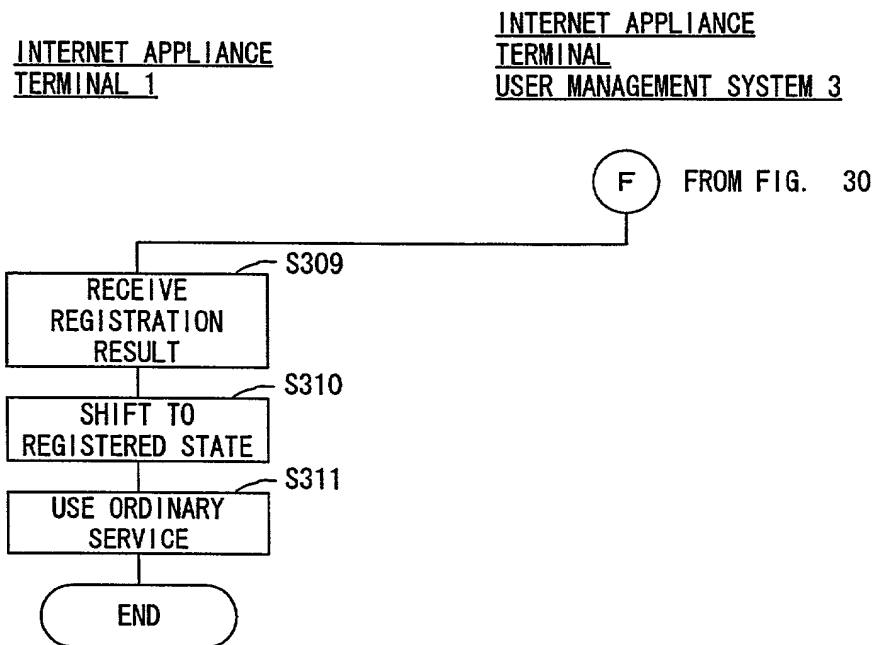 INTERNET APPLIANCE
TERMINAL 1
INTERNET APPLIANCE
TERMINAL
USER MANAGEMENT SYSTEM 3
F FROM FIG. 30
S309
RECEIVE
REGISTRATION
RESULT
S310
SHIFT TO
REGISTERED STATE
S311
USE ORDINARY
SERVICE
END